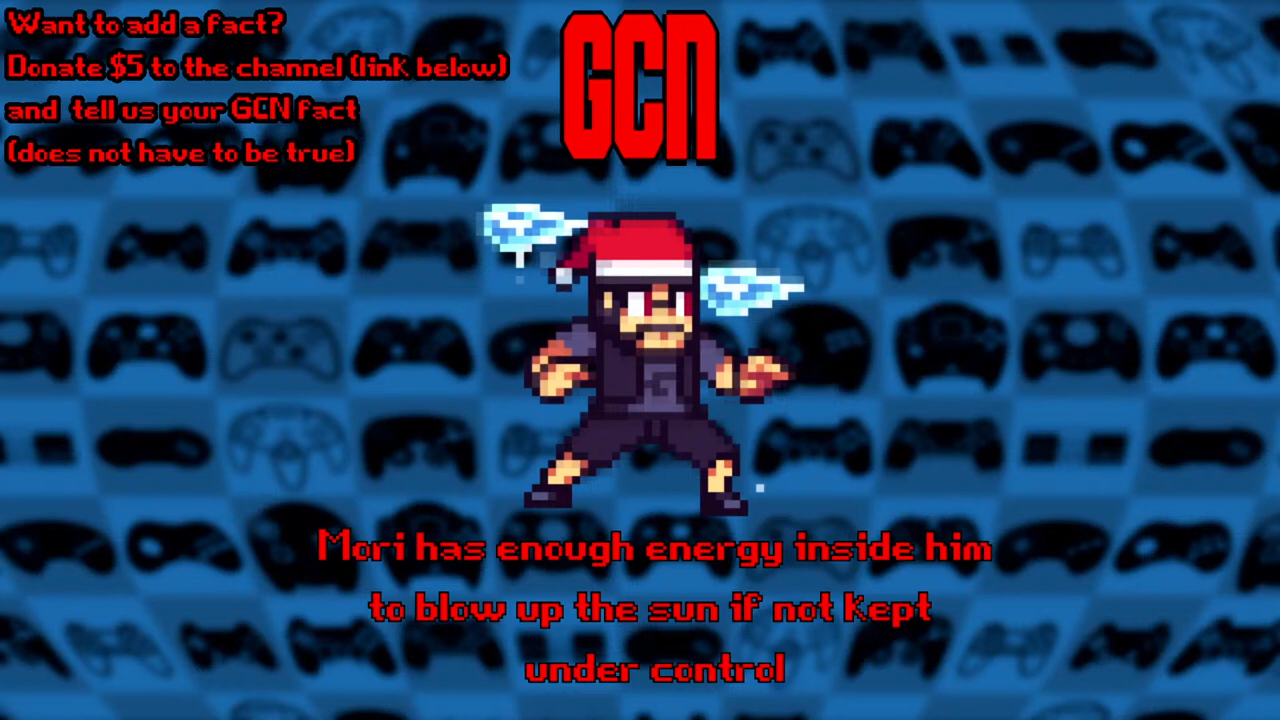 Want to add a fact?
Donate $5 to the channel (link below)
and tell us your GCN fact
(does not have to be true)
GCN
Mori has enough energy inside him
to blow up the sun if not kept
under control